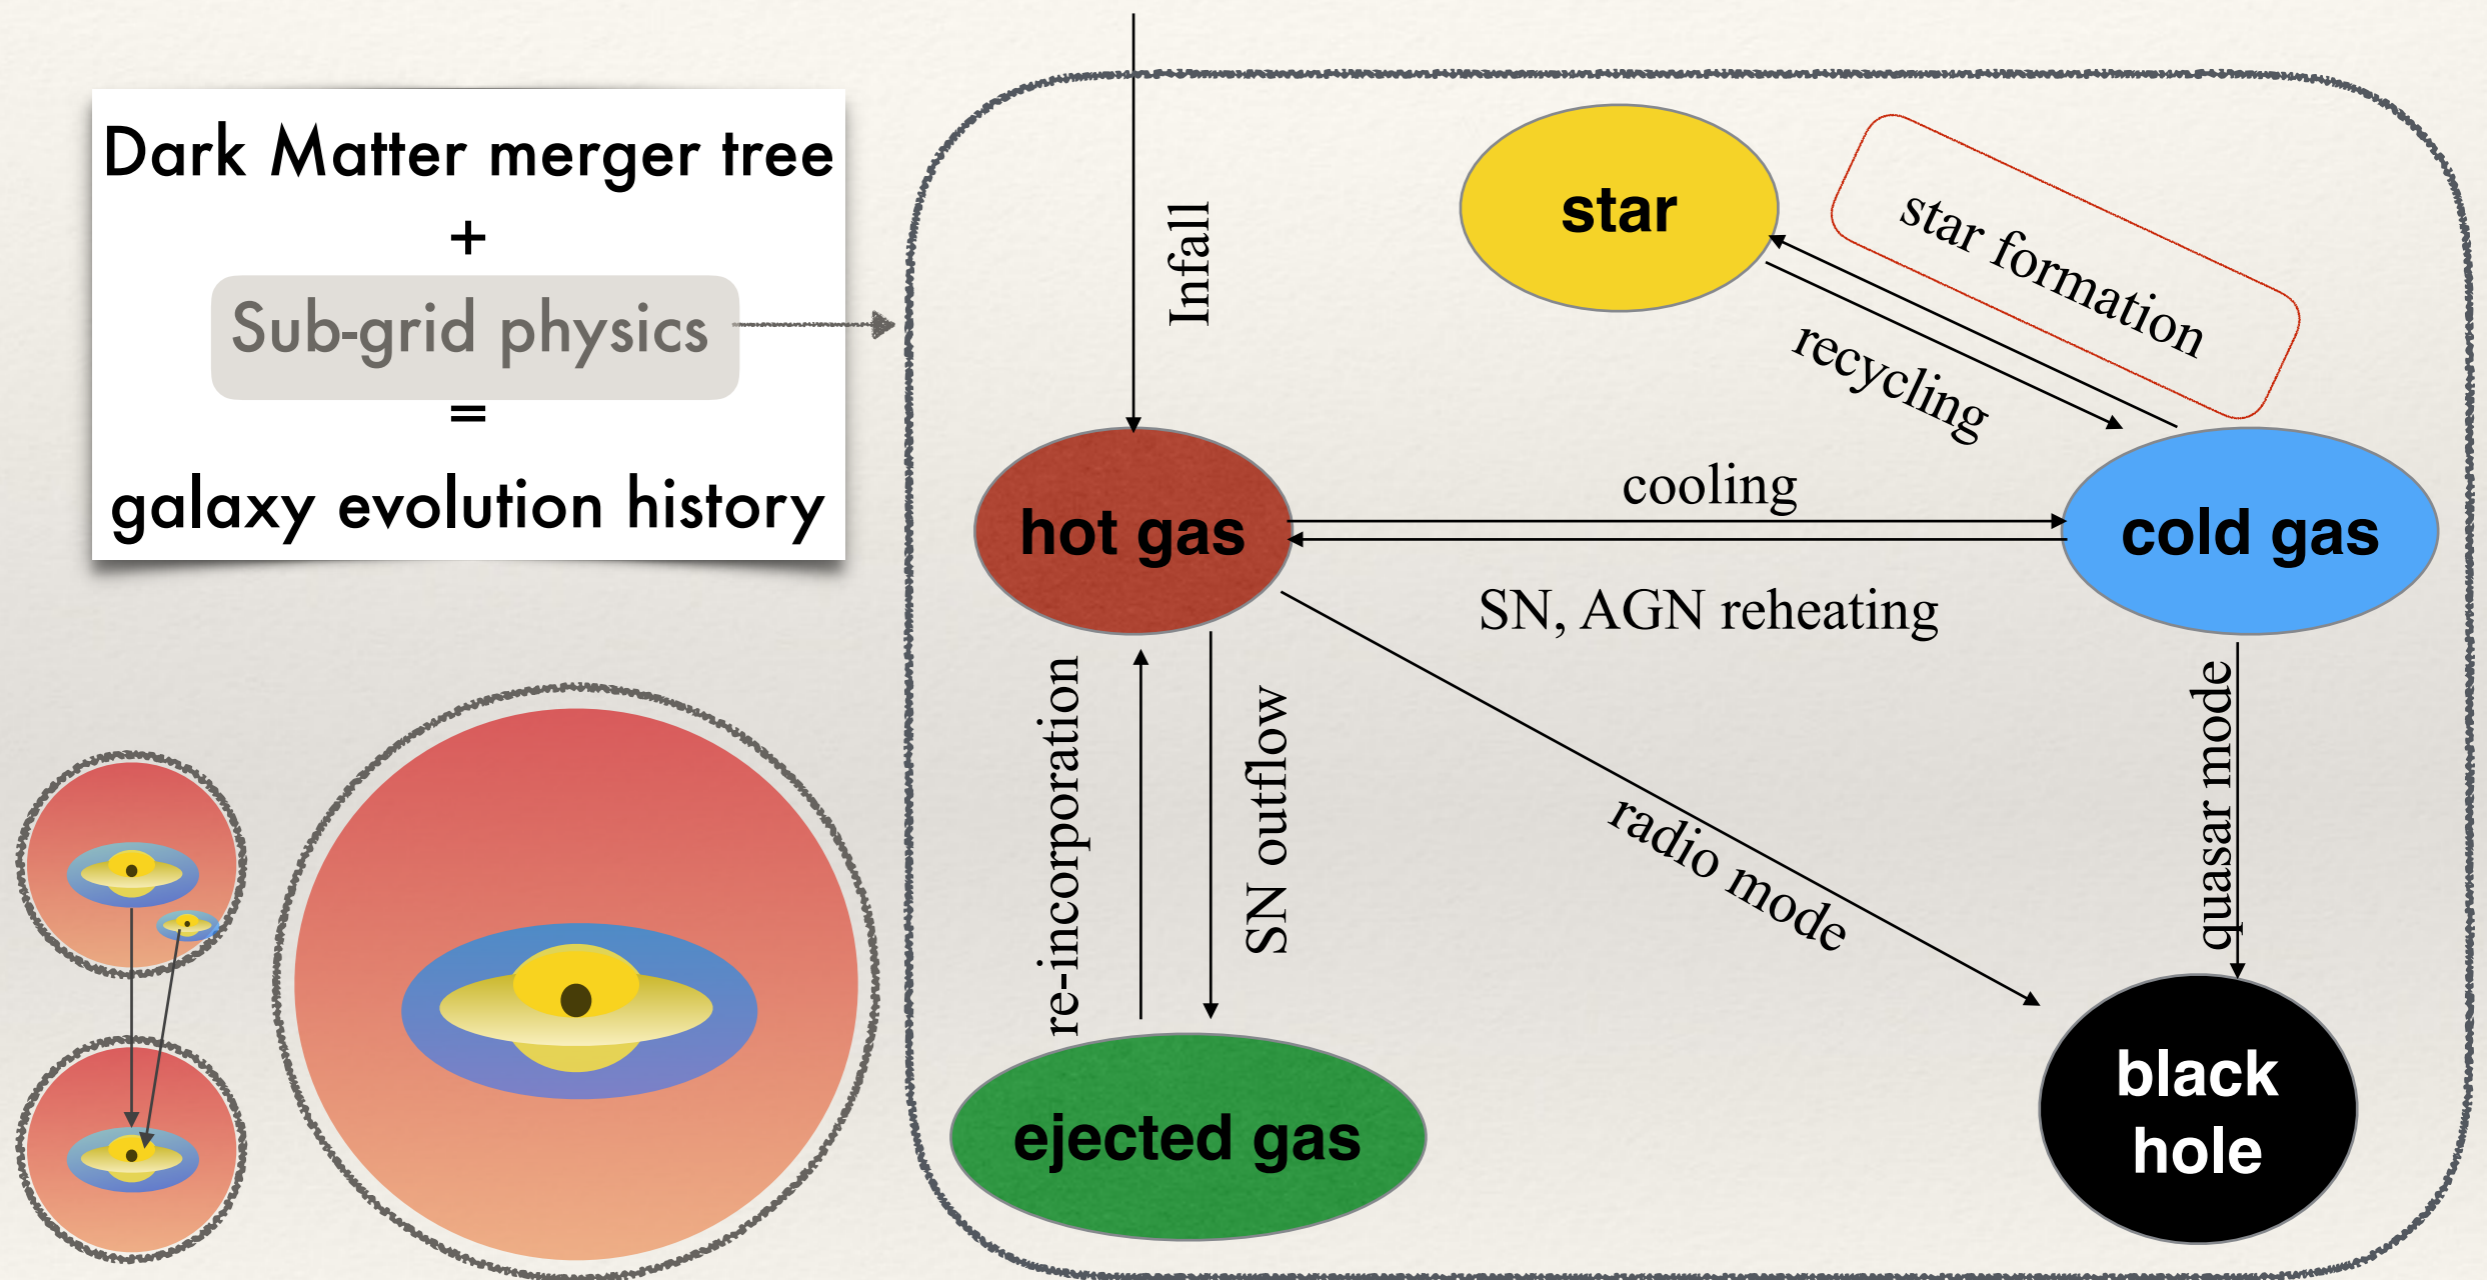 Dark Matter merger tree
+
Sub-grid physics
=
galaxy evolution history
Infall
star
star formation
recycling
hot gas
cooling
cold gas
SN, AGN reheating
re-incorporation
SN outflow
radio mode
quasar mode
ejected gas
black
hole